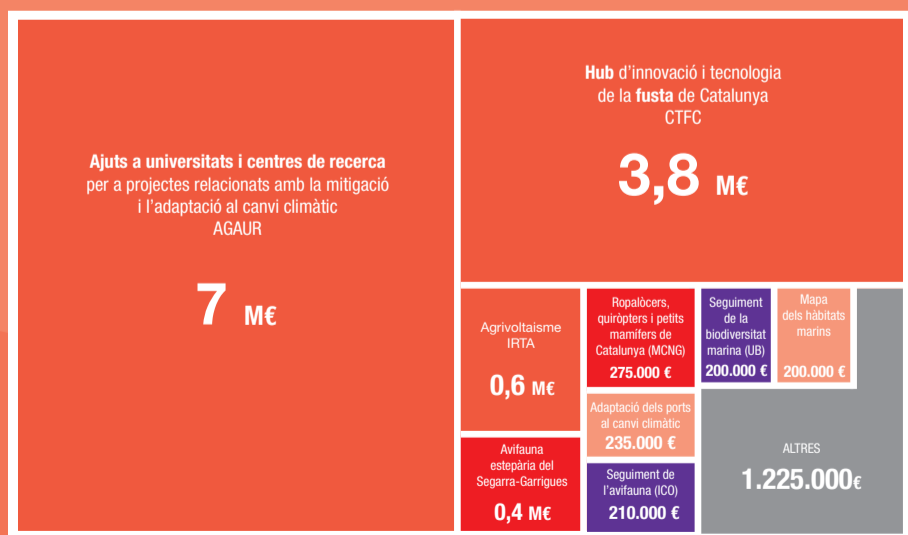 Ajuts a universitats i centres de recerca
per a projectes relacionats amb la mitigació
i l'adaptació al canvi climàtic
AGAUR
7 M€
Hub d'innovació i tecnologia
de la fusta de Catalunya
CTFC
3,8 M€
Agrivoltaisme
IRTA
0,6 M€
Avifauna
estepària del
Segarra-Garrigues
0,4 M€
Ropalòcers,
quiròpters i petits
mamífers de
Catalunya (MCNG)
275.000 €
Adaptació dels ports
al canvi climàtic
235.000 €
Seguiment de
l'avifauna (ICO)
210.000 €
Seguiment
de la
biodiversitat
marina (UB)
200.000 €
Mapa
dels hàbitats
marins
200.000 €
ALTRES
1.225.000€